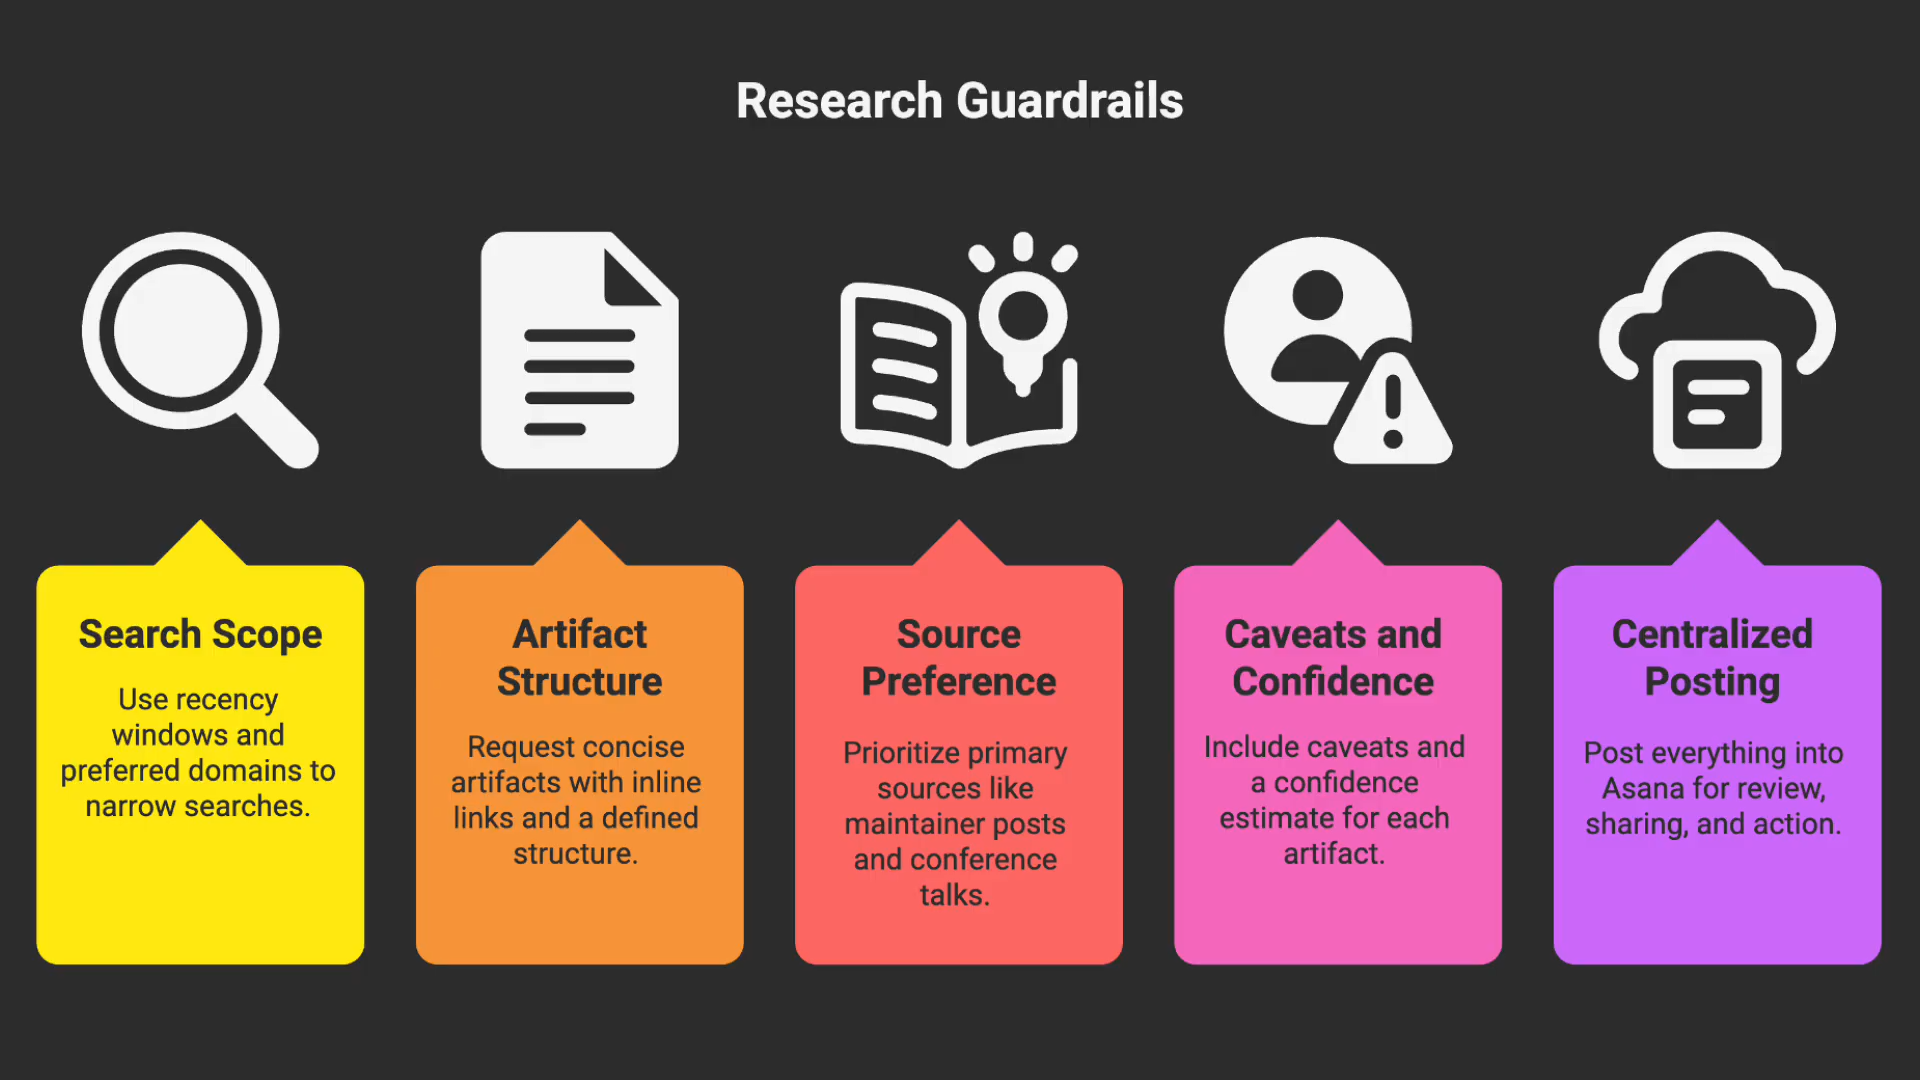 Research Guardrails
Search Scope
Use recency
windows and
preferred domains to
narrow searches.
Artifact
Structure
Request concise
artifacts with inline
links and a defined
structure.
Source
Preference
Prioritize primary
sources like
maintainer posts
and conference
talks.
Caveats and
Confidence
Include caveats and
a confidence
estimate for each
artifact.
Centralized
Posting
Post everything into
Asana for review,
sharing, and action.